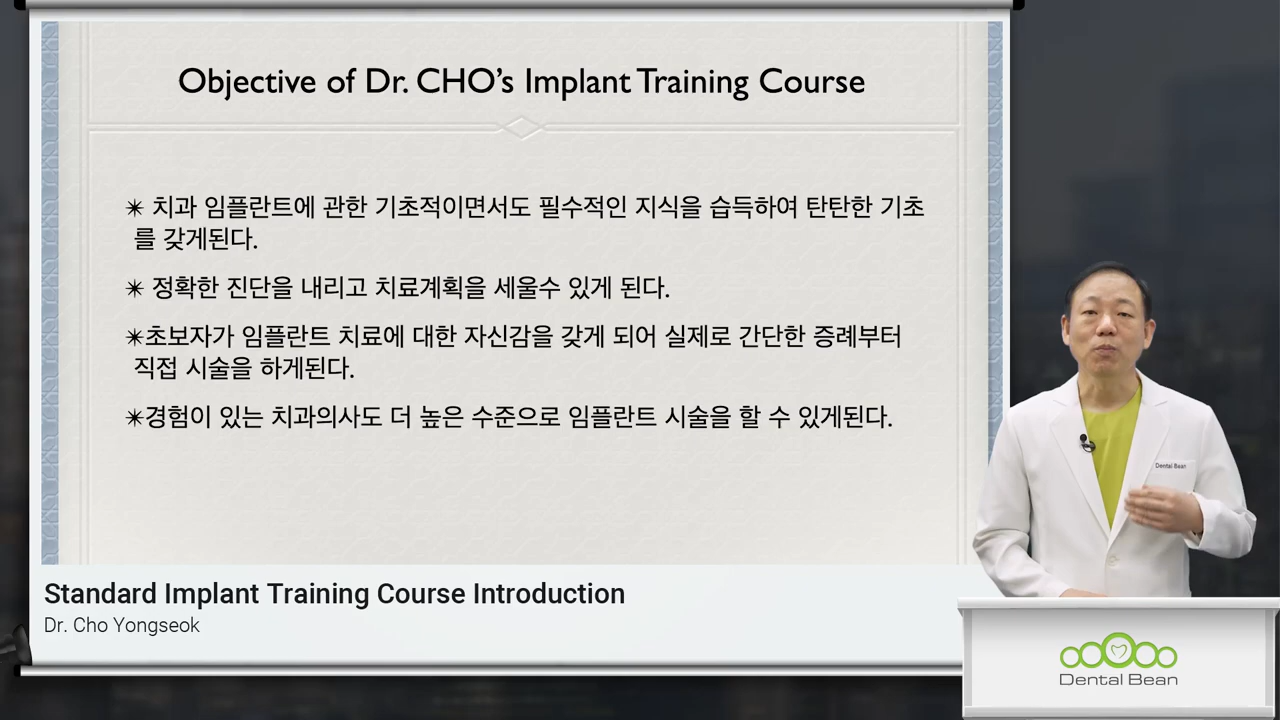 Objective of Dr. CHO's Implant Training Course
✴ 치과 임플란트에 관한 기초적이면서도 필수적인 지식을 습득하여 탄탄한 기초
를 갖게된다.
✴ 정확한 진단을 내리고 치료계획을 세울수 있게 된다.
✴초보자가 임플란트 치료에 대한 자신감을 갖게 되어 실제로 간단한 증례부터
직접 시술을 하게된다.
✴경험이 있는 치과의사도 더 높은 수준으로 임플란트 시술을 할 수 있게된다.
Standard Implant Training Course Introduction
Dr. Cho Yongseok
Dental Bean
Dental Bean